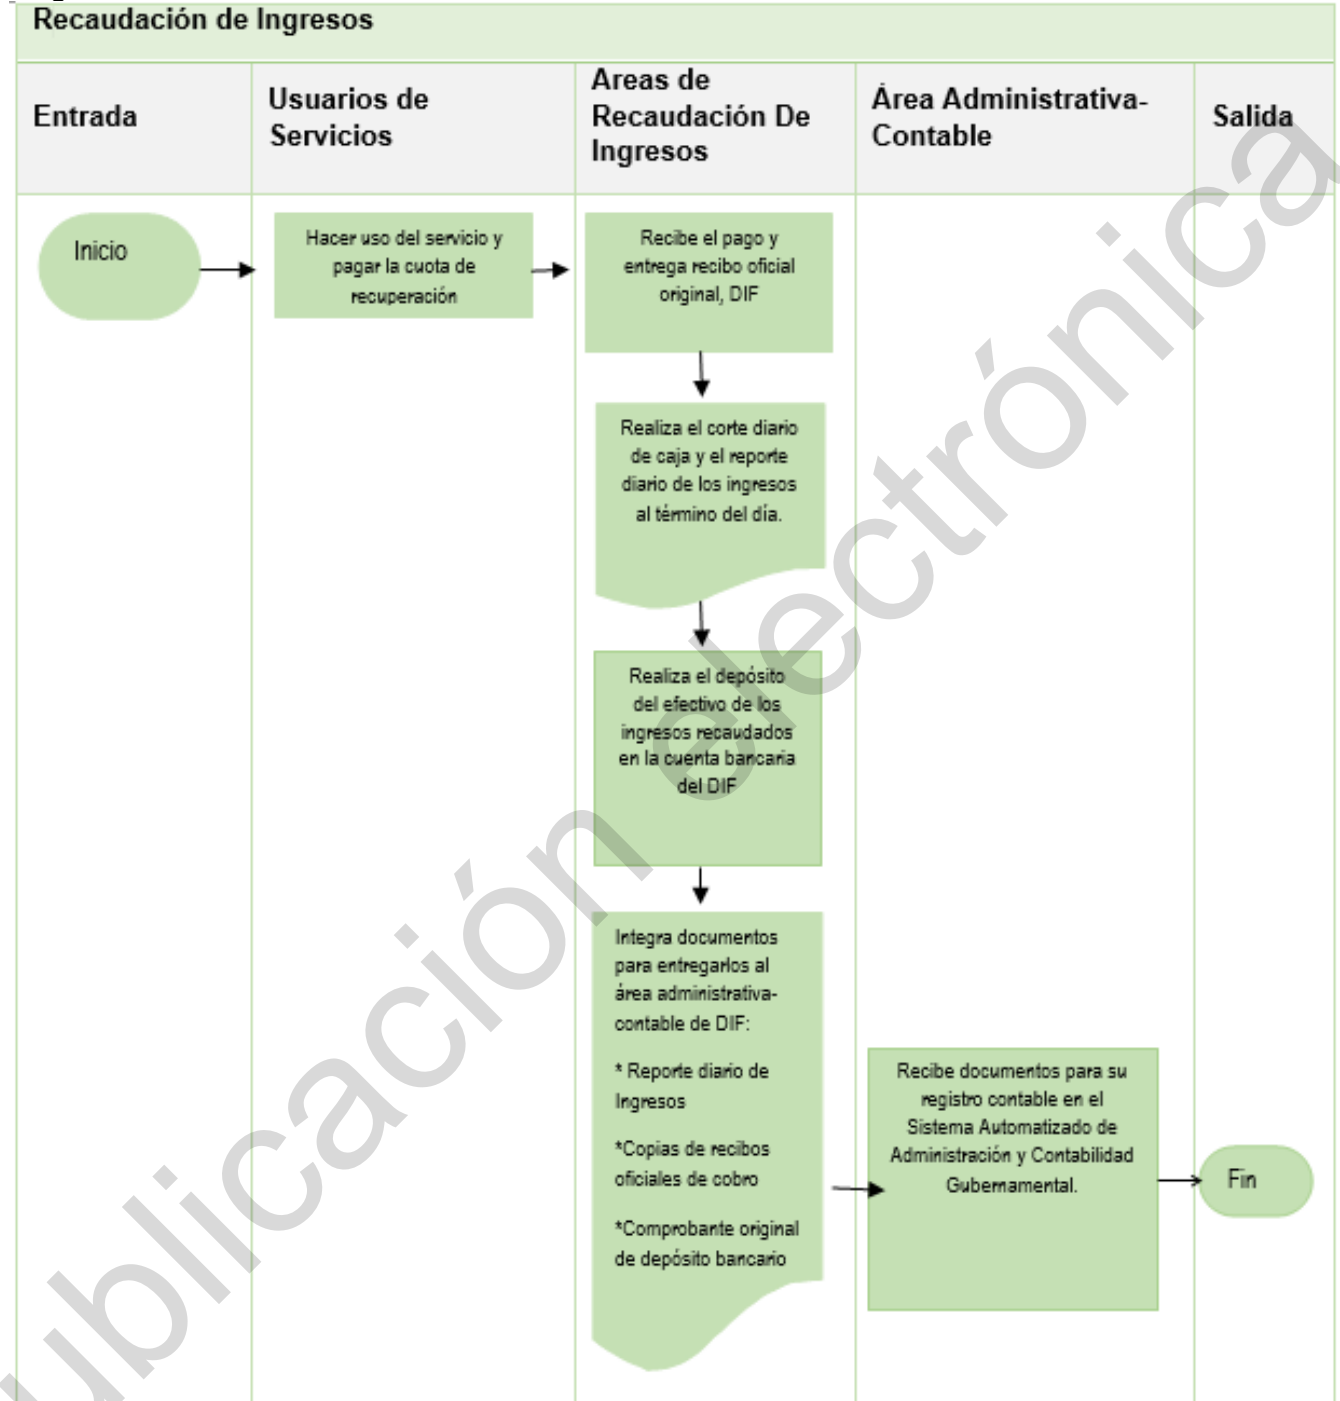 Recaudación de Ingresos
Entrada
Usuarios de
Servicios
Areas de
Recaudación De
Ingresos
Área Administrativa-
Contable
Salida
Inicio
Hacer uso del servicio y
pagar la cuota de
recuperación
Recibe el pago y
entrega recibo oficial
original, DIF
Realiza el corte diario
de caja y el reporte
diario de los ingresos
al término del día.
Realiza el depósito
del efectivo de los
ingresos recaudados
en la cuenta bancaria
del DIF
Integra documentos
para entregarlos al
área administrativa-
contable de DIF:
* Reporte diario de
Ingresos
*Copias de recibos
oficiales de cobro
*Comprobante original
de depósito bancario
Recibe documentos para su
registro contable en el
Sistema Automatizado de
Administración y Contabilidad
Gubernamental.
Fin
ublicación electrónica